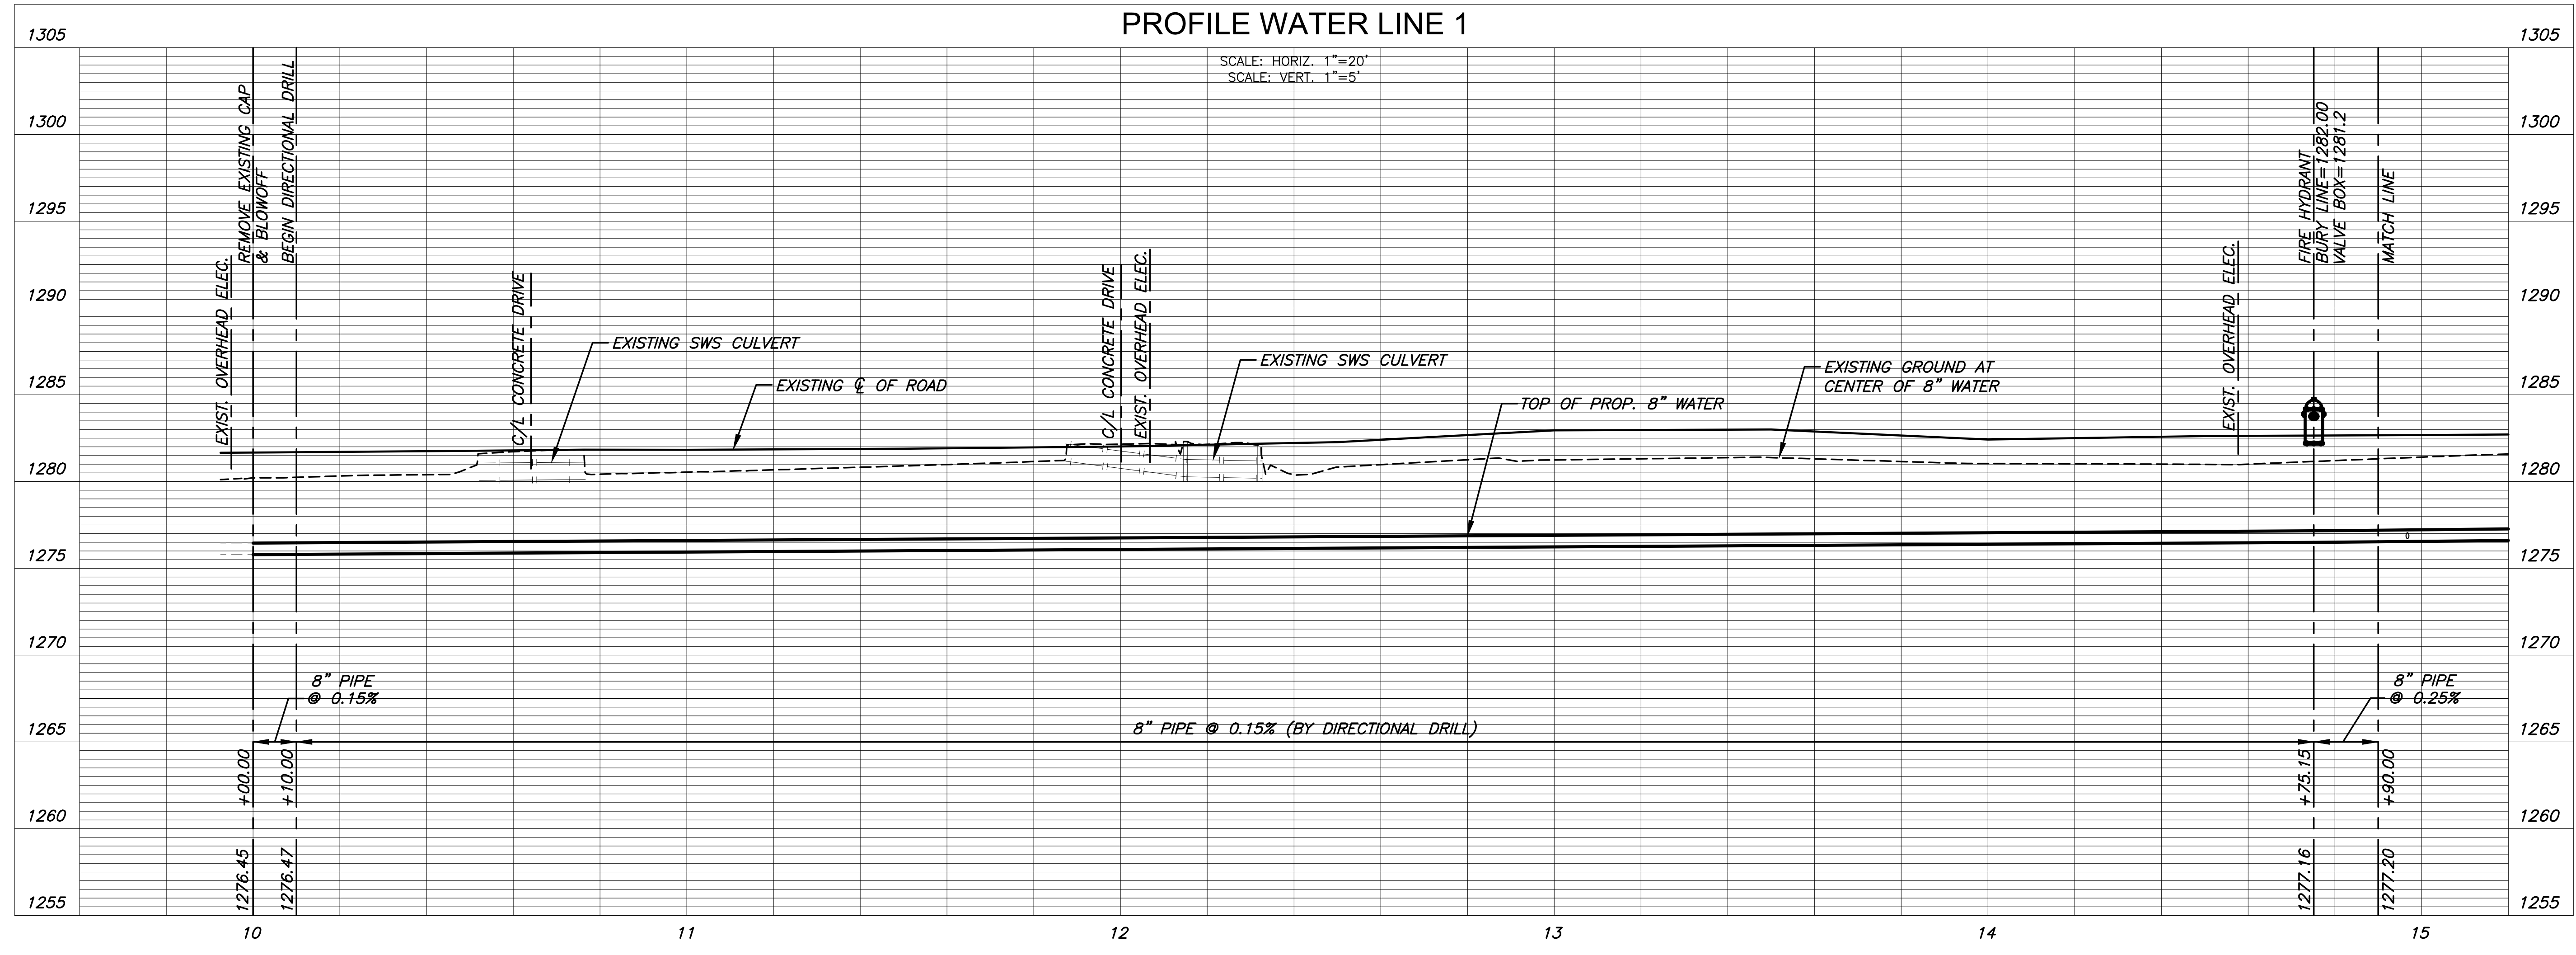 PROFILE WATER LINE 1
SCALE: HORIZ. 1"=20'
SCALE: VERT. 1"=5'
1305
1300
1295
1290
1285
1280
1275
1270
1265
1260
1255
1305
1300
1295
1290
1285
1280
1275
1270
1265
1260
1255
EXIST. OVERHEAD ELEC.
REMOVE EXISTING CAP
& BLOWOFF
BEGIN DIRECTIONAL DRILL
C/L CONCRETE DRIVE
EXISTING SWS CULVERT
EXISTING ℄ OF ROAD
C/L CONCRETE DRIVE
EXIST. OVERHEAD ELEC.
EXISTING SWS CULVERT
TOP OF PROP. 8" WATER
EXISTING GROUND AT
CENTER OF 8" WATER
EXIST. OVERHEAD ELEC.
FIRE HYDRANT
BURY LINE=1282.00
VALVE BOX=1281.2
MATCH LINE
8" PIPE
@ 0.15%
8" PIPE @ 0.15% (BY DIRECTIONAL DRILL)
8" PIPE
@ 0.25%
+00.00
+10.00
+75.15
+90.00
1276.45
1276.47
1277.16
1277.20
10
11
12
13
14
15